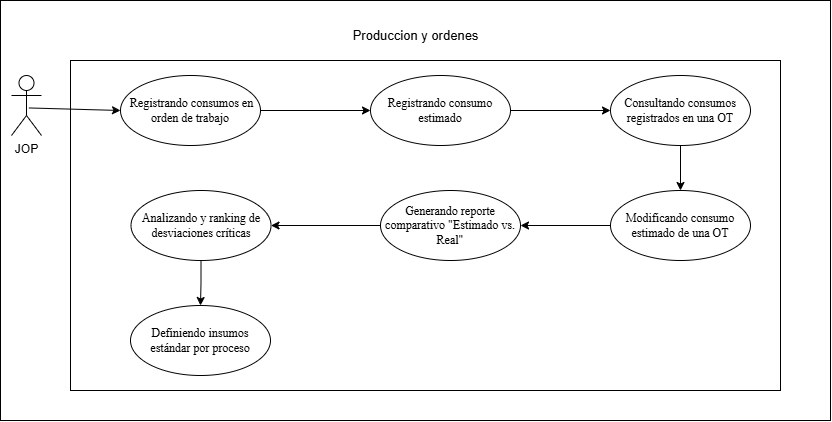 Produccion y ordenes
JOP
Registrando consumos en
orden de trabajo
Registrando consumo
estimado
Consultando consumos
registrados en una OT
Modificando consumo
estimado de una OT
Generando reporte
comparativo "Estimado vs.
Real"
Analizando y ranking de
desviaciones críticas
Definiendo insumos
estándar por proceso